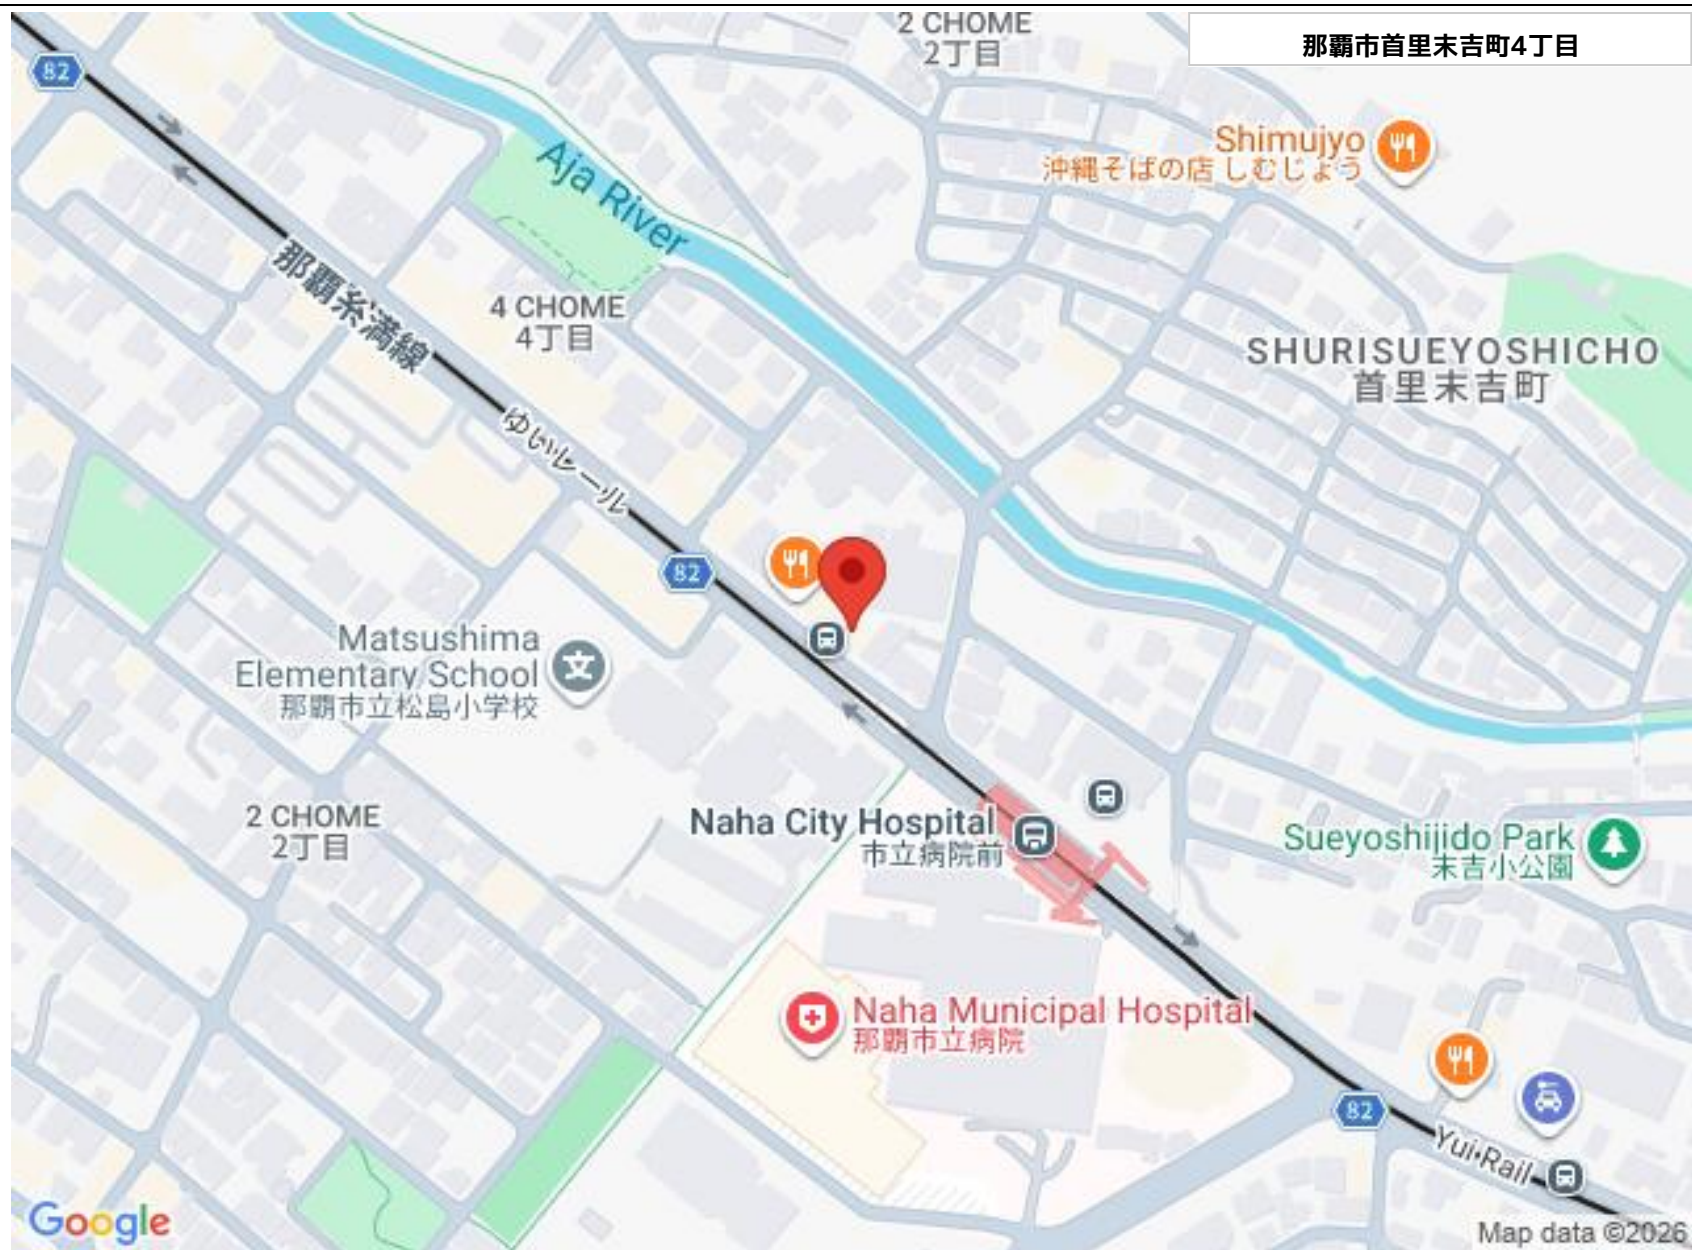 2 CHOME
2丁目
那覇市首里末吉町4丁目
82
Shimujyo
沖縄そばの店 しむじょう
Aja River
那覇糸満線
4 CHOME
4丁目
SHURISUEYOSHICHO
首里末吉町
ゆいレール
82
Matsushima
Elementary School
那覇市立松島小学校
文
2 CHOME
2丁目
Naha City Hospital
市立病院前
Sueyoshijido Park
末吉小公園
Naha Municipal Hospital
那覇市立病院
82
Yui-Rail
Google
Map data ©2026